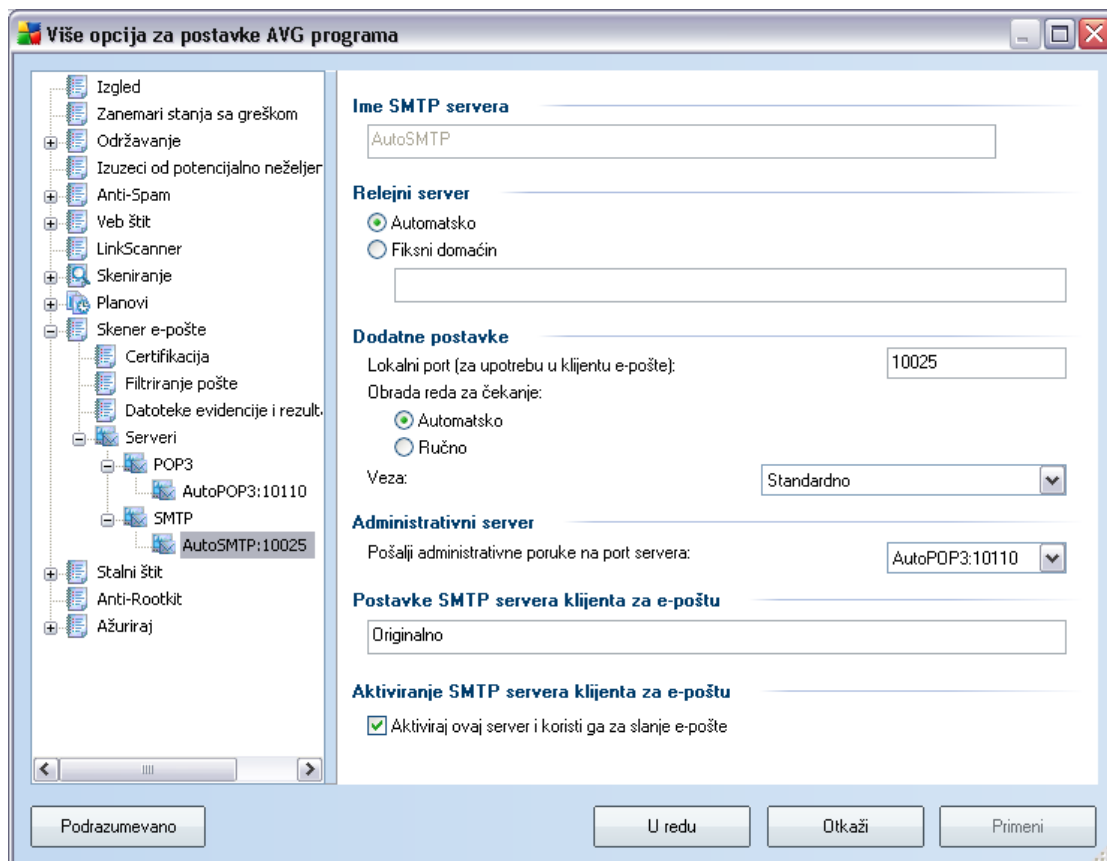 Više opcija za postavke AVG programa
Izgled
Zanemari stanja sa greškom
Održavanje
Izuzeci od potencijalno neželjer
Anti-Spam
Veb štit
LinkScanner
Skeniranje
Planovi
Skener e-pošte
Certifikacija
Filtriranje pošte
Datoteke evidencije i rezult
Serveri
POP3
AutoPOP3:10110
SMTP
AutoSMTP:10025
Stalni štit
Anti-Rootkit
Ažuriraj
Ime SMTP servera
AutoSMTP
Relejni server
Automatsko
Fiksni domaćin
Dodatne postavke
Lokalni port (za upotrebu u klijentu e-pošte):
10025
Obrada reda za čekanje:
Automatsko
Ručno
Veza:
Standardno
Administrativni server
Pošalji administrativne poruke na port servera:
AutoPOP3:10110
Postavke SMTP servera klijenta za e-poštu
Originalno
Aktiviranje SMTP servera klijenta za e-poštu
Aktiviraj ovaj server i koristi ga za slanje e-pošte
Podrazumevano
U redu
Otkaži
Primeni